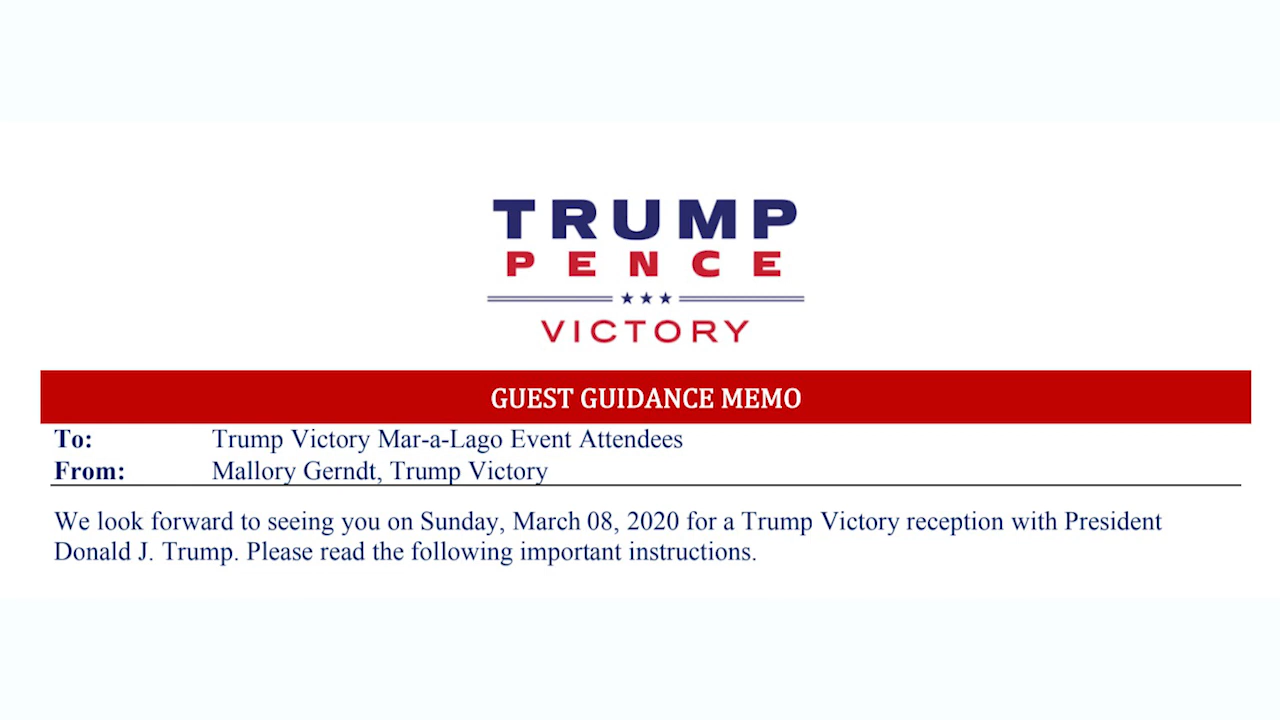 TRUMP
PENCE
VICTORY
GUEST GUIDANCE MEMO
To: Trump Victory Mar-a-Lago Event Attendees
From: Mallory Gerndt, Trump Victory
We look forward to seeing you on Sunday, March 08, 2020 for a Trump Victory reception with President
Donald J. Trump. Please read the following important instructions.